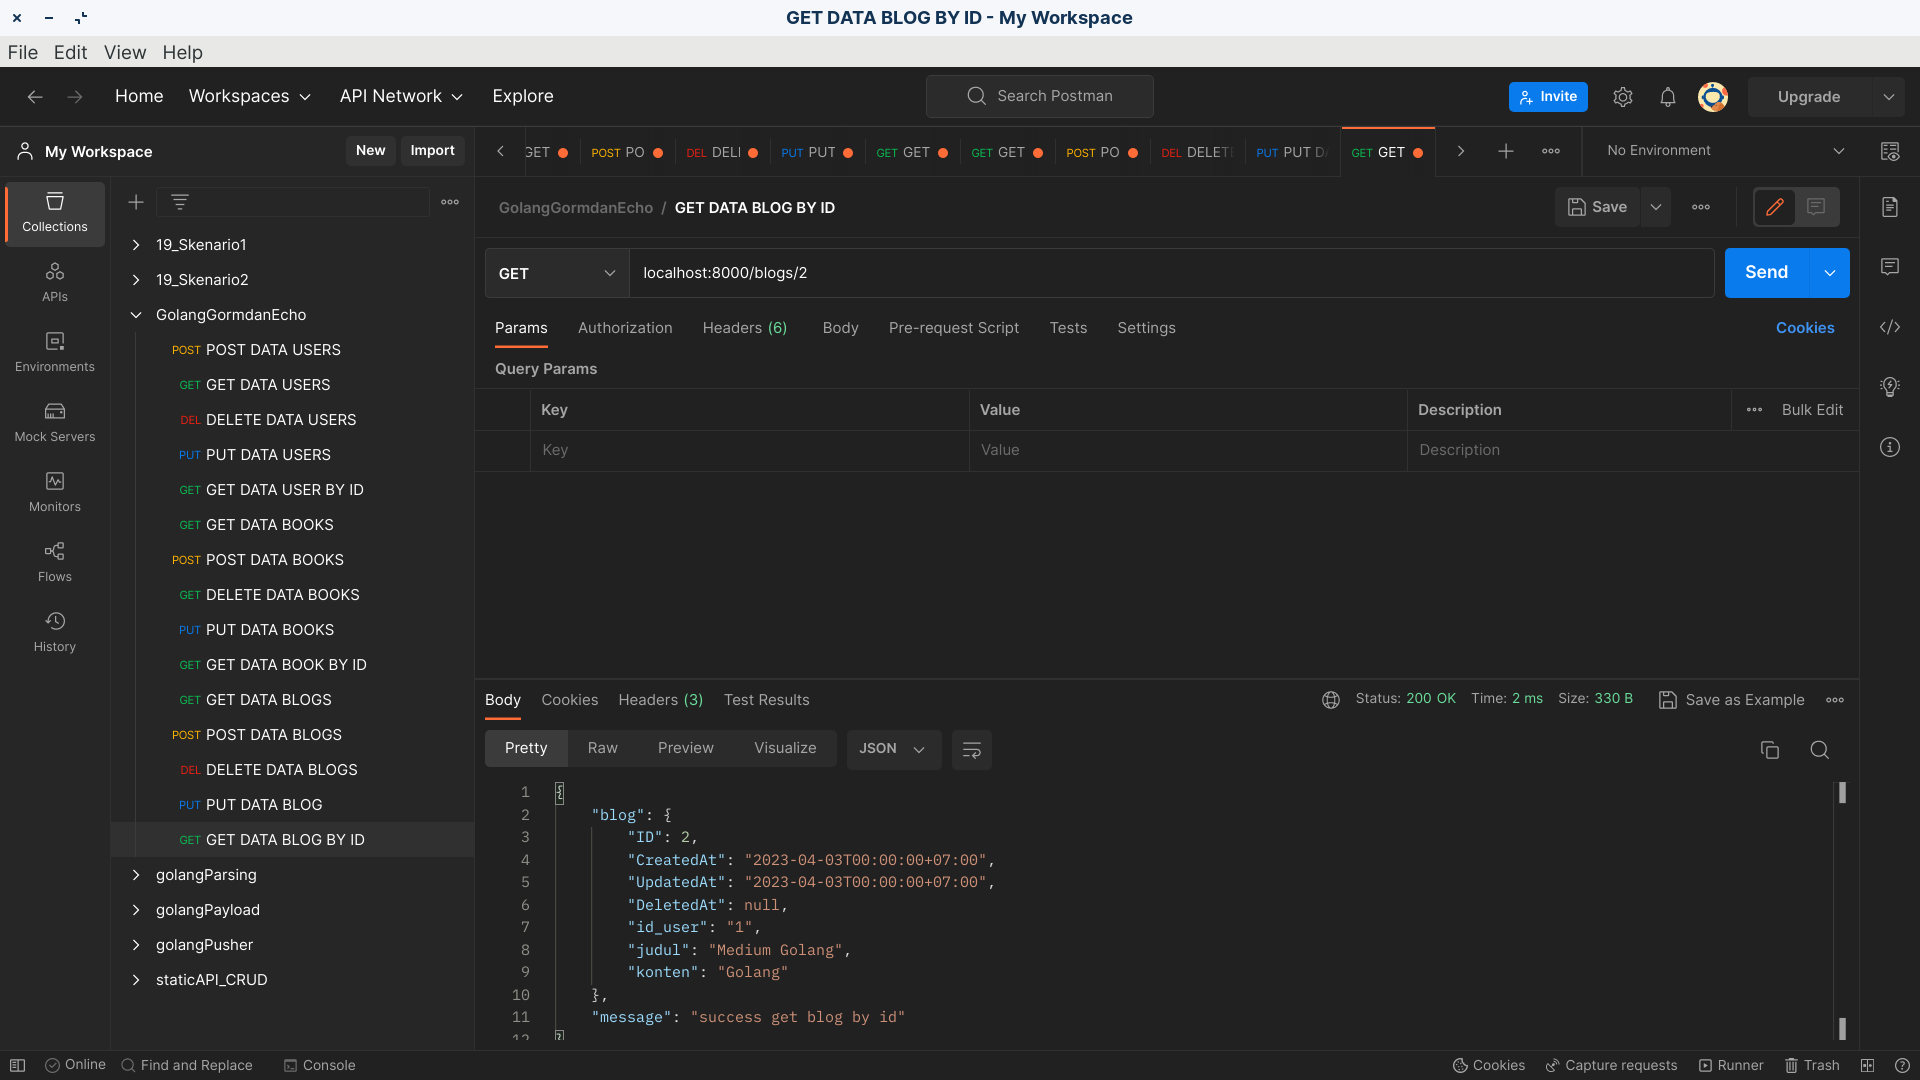 GET DATA BLOG BY ID - My Workspace
File Edit View Help
Home Workspaces API Network Explore
Search Postman
Invite
Upgrade
My Workspace New Import
GET POST PO DEL DELI PUT PUT GET GET GET GET POST PO DEL DELET PUT PUT D GET GET
No Environment
Collections
APIs
Environments
Mock Servers
Monitors
Flows
History
19_Skenario1
19_Skenario2
GolangGormdanEcho
POST POST DATA USERS
GET GET DATA USERS
DEL DELETE DATA USERS
PUT PUT DATA USERS
GET GET DATA USER BY ID
GET GET DATA BOOKS
POST POST DATA BOOKS
GET DELETE DATA BOOKS
PUT PUT DATA BOOKS
GET GET DATA BOOK BY ID
GET GET DATA BLOGS
POST POST DATA BLOGS
DEL DELETE DATA BLOGS
PUT PUT DATA BLOG
GET GET DATA BLOG BY ID
golangParsing
golangPayload
golangPusher
staticAPI_CRUD
GolangGormdanEcho / GET DATA BLOG BY ID
Save
GET localhost:8000/blogs/2
Send
Params Authorization Headers (6) Body Pre-request Script Tests Settings
Cookies
Query Params
Key Value Description Bulk Edit
Key Value Description
Body Cookies Headers (3) Test Results
Status: 200 OK Time: 2 ms Size: 330 B Save as Example
Pretty Raw Preview Visualize JSON
1 {
2 "blog": {
3 "ID": 2,
4 "CreatedAt": "2023-04-03T00:00:00+07:00",
5 "UpdatedAt": "2023-04-03T00:00:00+07:00",
6 "DeletedAt": null,
7 "id_user": "1",
8 "judul": "Medium Golang",
9 "konten": "Golang"
10 },
11 "message": "success get blog by id"
12 }
Online Find and Replace Console
Cookies Capture requests Runner Trash